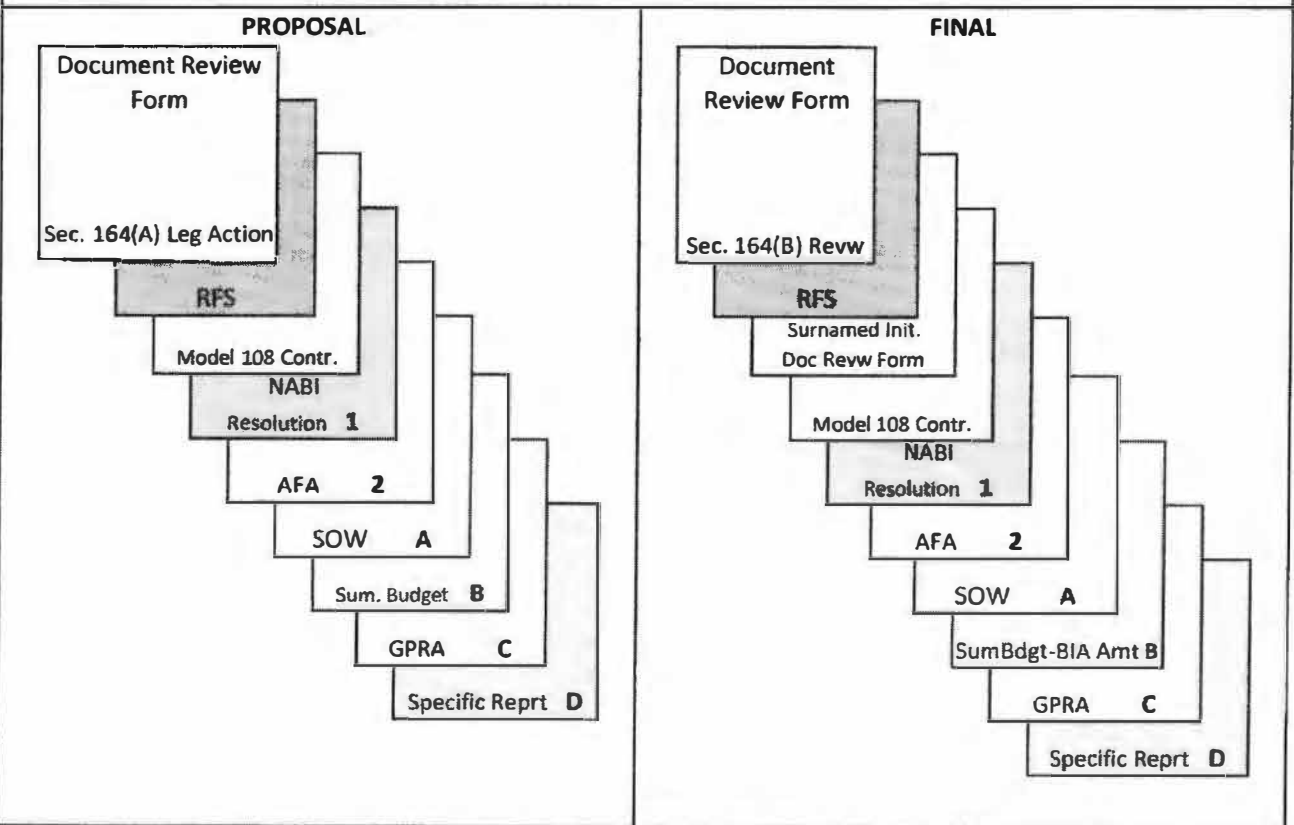 PROPOSAL
Document Review
Form
Sec. 164(A) Leg Action
RFS
Model 108 Contr.
NABI
Resolution 1
AFA 2
SOW A
Sum. Budget B
GPRA C
Specific Reprt D
FINAL
Document
Review Form
Sec. 164(B) Revw
RFS
Surnamed Init.
Doc Revw Form
Model 108 Contr.
NABI
Resolution 1
AFA 2
SOW A
SumBdgt-BIA Amt B
GPRA C
Specific Reprt D